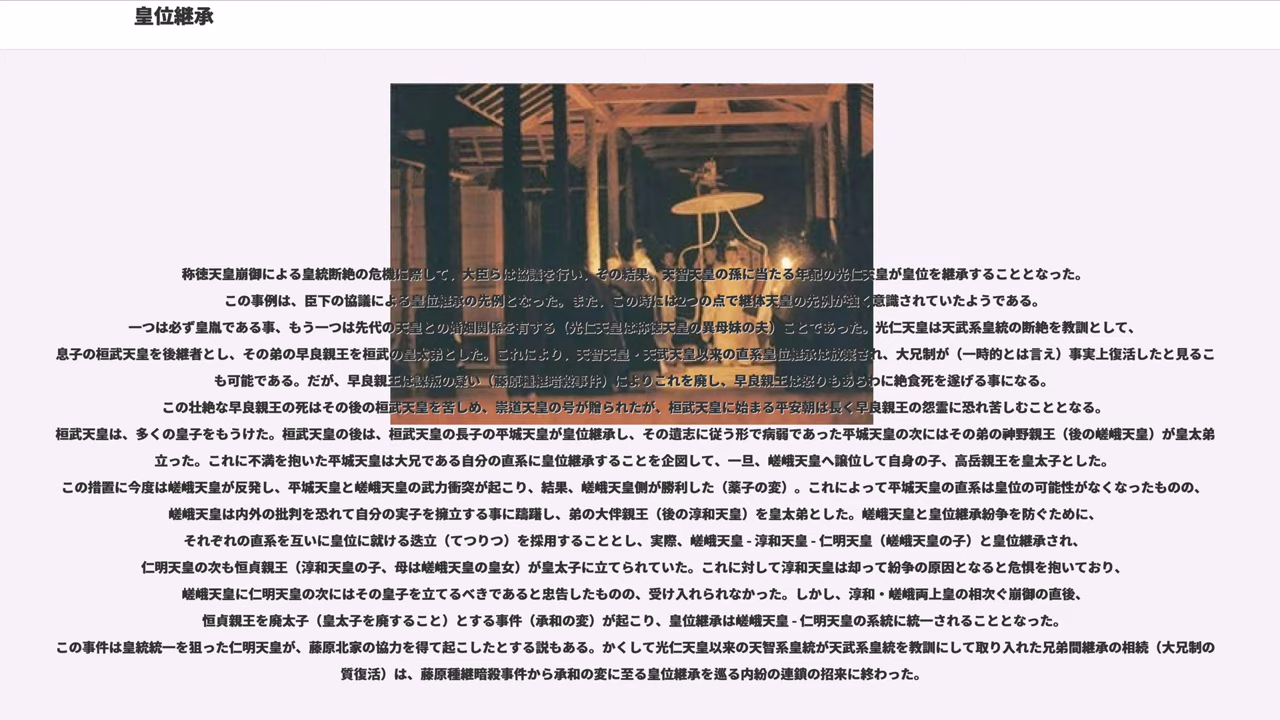 皇位継承
称徳天皇崩御による皇統断絶の危機に際して、大臣らは協議を行い、その結果、天智天皇の孫に当たる年配の光仁天皇が皇位を継承することとなった。
この事例は、臣下の協議による皇位継承の先例となった。また、この時には2つの点で継体天皇の先例が強く意識されていたようである。
一つは必ず皇胤である事、もう一つは先代の天皇との婚姻関係を有する（光仁天皇は称徳天皇の異母妹の夫）ことであった。光仁天皇は天武系皇統の断絶を教訓として、
息子の桓武天皇を後継者とし、その弟の早良親王を桓武の皇太弟とした。これにより、天智天皇・天武天皇以来の直系皇位継承は放棄され、大兄制が（一時的とは言え）事実上復活したと見るこ
も可能である。だが、早良親王は謀叛の疑い（藤原種継暗殺事件）によりこれを廃し、早良親王は怒りもあらわに絶食死を遂げる事になる。
この壮絶な早良親王の死はその後の桓武天皇を苦しめ、崇道天皇の号が贈られたが、桓武天皇に始まる平安朝は長く早良親王の怨霊に恐れ苦しむこととなる。
桓武天皇は、多くの皇子をもうけた。桓武天皇の後は、桓武天皇の長子の平城天皇が皇位継承し、その遺志に従う形で病弱であった平城天皇の次にはその弟の神野親王（後の嵯峨天皇）が皇太弟
立った。これに不満を抱いた平城天皇は大兄である自分の直系に皇位継承することを企図して、一旦、嵯峨天皇へ譲位して自身の子、高岳親王を皇太子とした。
この措置に今度は嵯峨天皇が反発し、平城天皇と嵯峨天皇の武力衝突が起こり、結果、嵯峨天皇側が勝利した（薬子の変）。これによって平城天皇の直系は皇位の可能性がなくなったものの、
嵯峨天皇は内外の批判を恐れて自分の実子を擁立する事に躊躇し、弟の大伴親王（後の淳和天皇）を皇太弟とした。嵯峨天皇と皇位継承紛争を防ぐために、
それぞれの直系を互いに皇位に就ける迭立（てつりつ）を採用することとし、実際、嵯峨天皇 - 淳和天皇 - 仁明天皇（嵯峨天皇の子）と皇位継承され、
仁明天皇の次も恒貞親王（淳和天皇の子、母は嵯峨天皇の皇女）が皇太子に立てられていた。これに対して淳和天皇は却って紛争の原因となると危惧を抱いており、
嵯峨天皇に仁明天皇の次にはその皇子を立てるべきであると忠告したものの、受け入れられなかった。しかし、淳和・嵯峨両上皇の相次ぐ崩御の直後、
恒貞親王を廃太子（皇太子を廃すること）とする事件（承和の変）が起こり、皇位継承は嵯峨天皇 - 仁明天皇の系統に統一されることとなった。
この事件は皇統統一を狙った仁明天皇が、藤原北家の協力を得て起こしたとする説もある。かくして光仁天皇以来の天智系皇統が天武系皇統を教訓にして取り入れた兄弟間継承の相続（大兄制の
質復活）は、藤原種継暗殺事件から承和の変に至る皇位継承を巡る内紛の連鎖の招来に終わった。